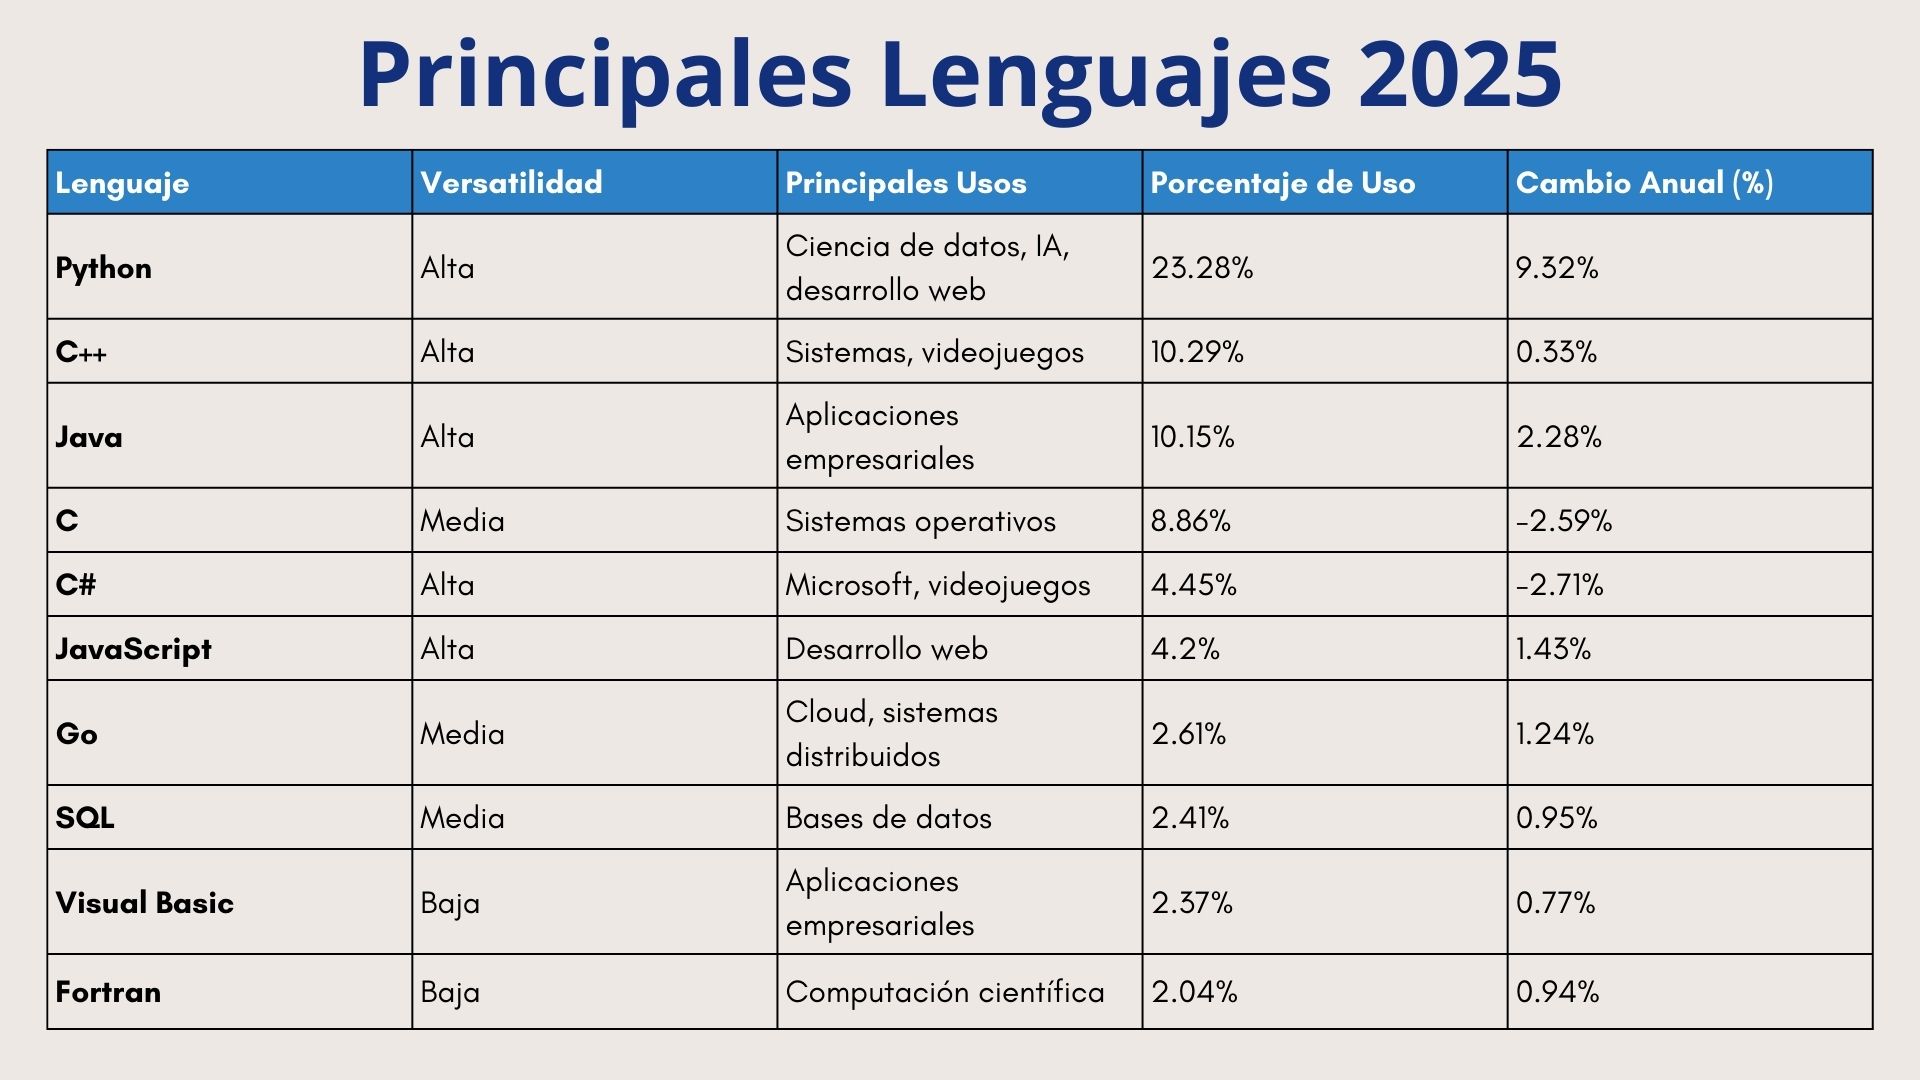 Principales Lenguajes 2025
Lenguaje Versatilidad Principales Usos Porcentaje de Uso Cambio Anual (%)
Python Alta Ciencia de datos, IA, 23.28% 9.32%
desarrollo web
C++ Alta Sistemas, videojuegos 10.29% 0.33%
Java Alta Aplicaciones 10.15% 2.28%
empresariales
C Media Sistemas operativos 8.86% -2.59%
C# Alta Microsoft, videojuegos 4.45% -2.71%
JavaScript Alta Desarrollo web 4.2% 1.43%
Go Media Cloud, sistemas 2.61% 1.24%
distribuidos
SQL Media Bases de datos 2.41% 0.95%
Visual Basic Baja Aplicaciones 2.37% 0.77%
empresariales
Fortran Baja Computación científica 2.04% 0.94%